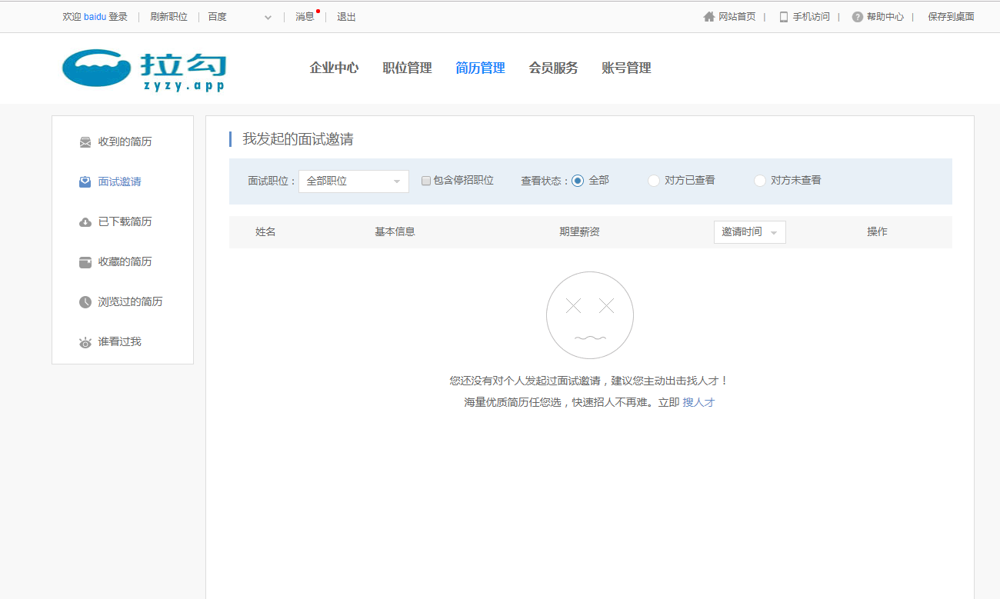 欢迎 baidu 登录 | 刷新职位 | 百度 | 消息 | 退出 网站首页 | 手机访问 | 帮助中心 | 保存到桌面
拉勾
zyzy.app
企业中心 职位管理 简历管理 会员服务 账号管理
收到的简历
面试邀请
已下载简历
收藏的简历
浏览过的简历
谁看过我
我发起的面试邀请
面试职位： 全部职位 包含停招职位 查看状态： 全部 对方已查看 对方未查看
姓名 基本信息 期望薪资 邀请时间 操作
您还没有对个人发起过面试邀请，建议您主动出击找人才！
海量优质简历任您选，快速招人不再难。立即 搜人才